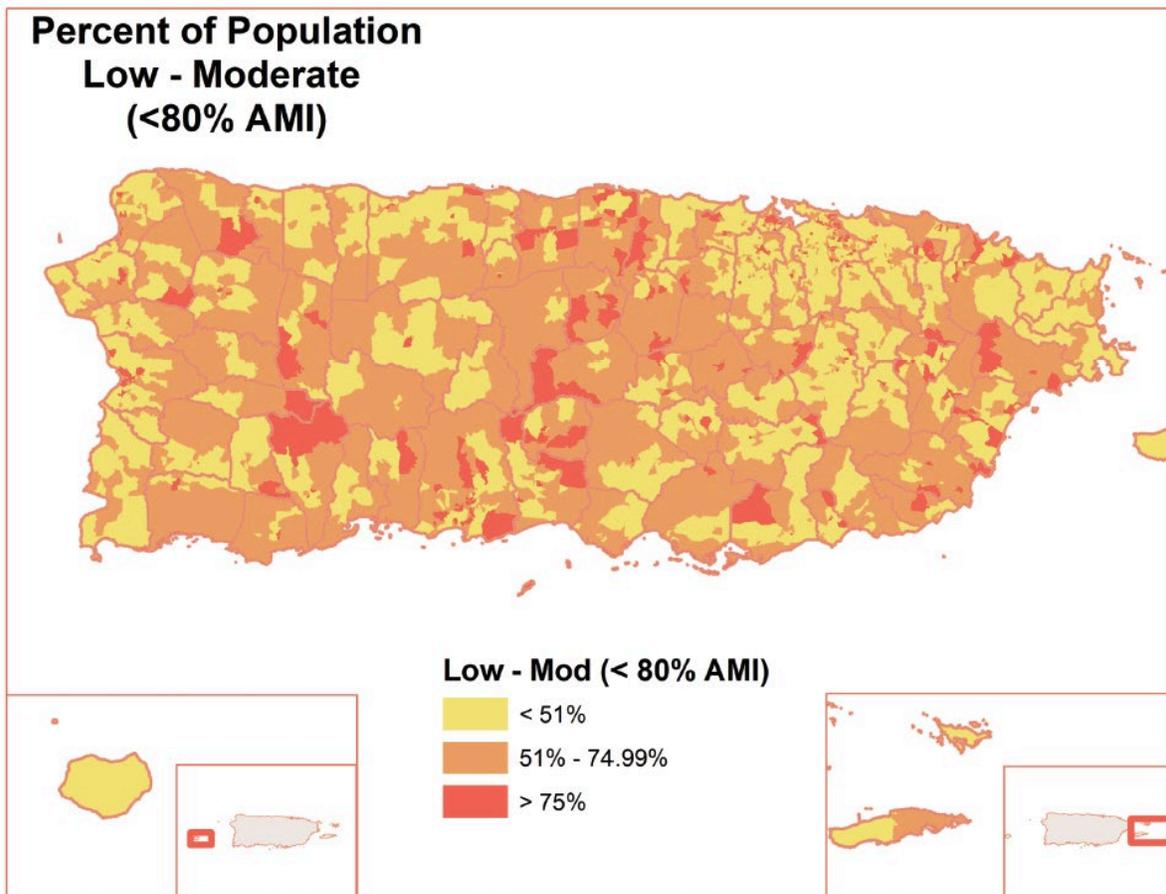 Percent of Population
Low - Moderate
(<80% AMI)
Low - Mod (< 80% AMI)
< 51%
51% - 74.99%
> 75%